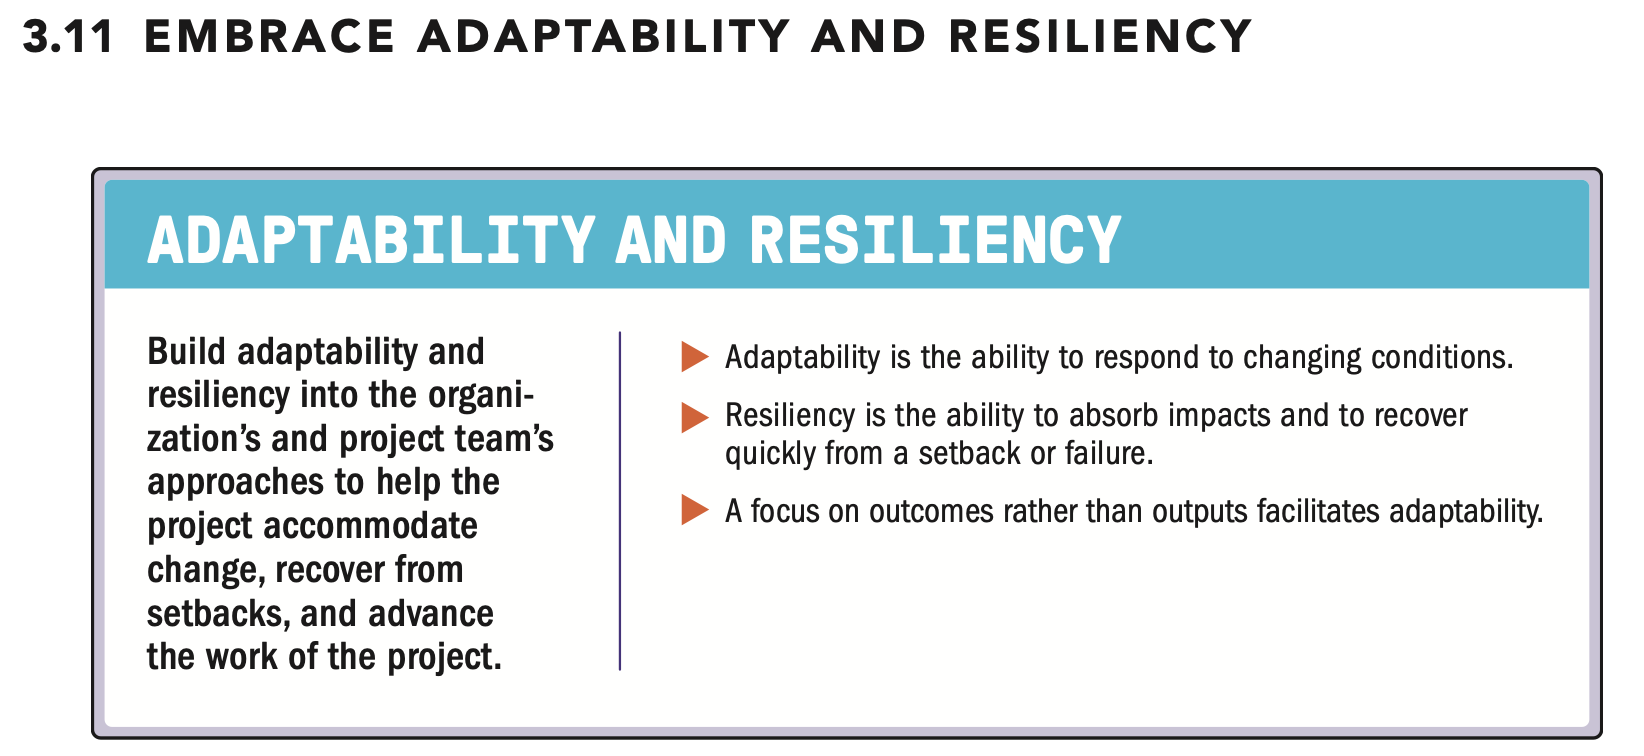 3.11 EMBRACE ADAPTABILITY AND RESILIENCY
ADAPTABILITY AND RESILIENCY
Build adaptability and
resiliency into the organi-
zation’s and project team’s
approaches to help the
project accommodate
change, recover from
setbacks, and advance
the work of the project.
Adaptability is the ability to respond to changing conditions.
Resiliency is the ability to absorb impacts and to recover
quickly from a setback or failure.
A focus on outcomes rather than outputs facilitates adaptability.